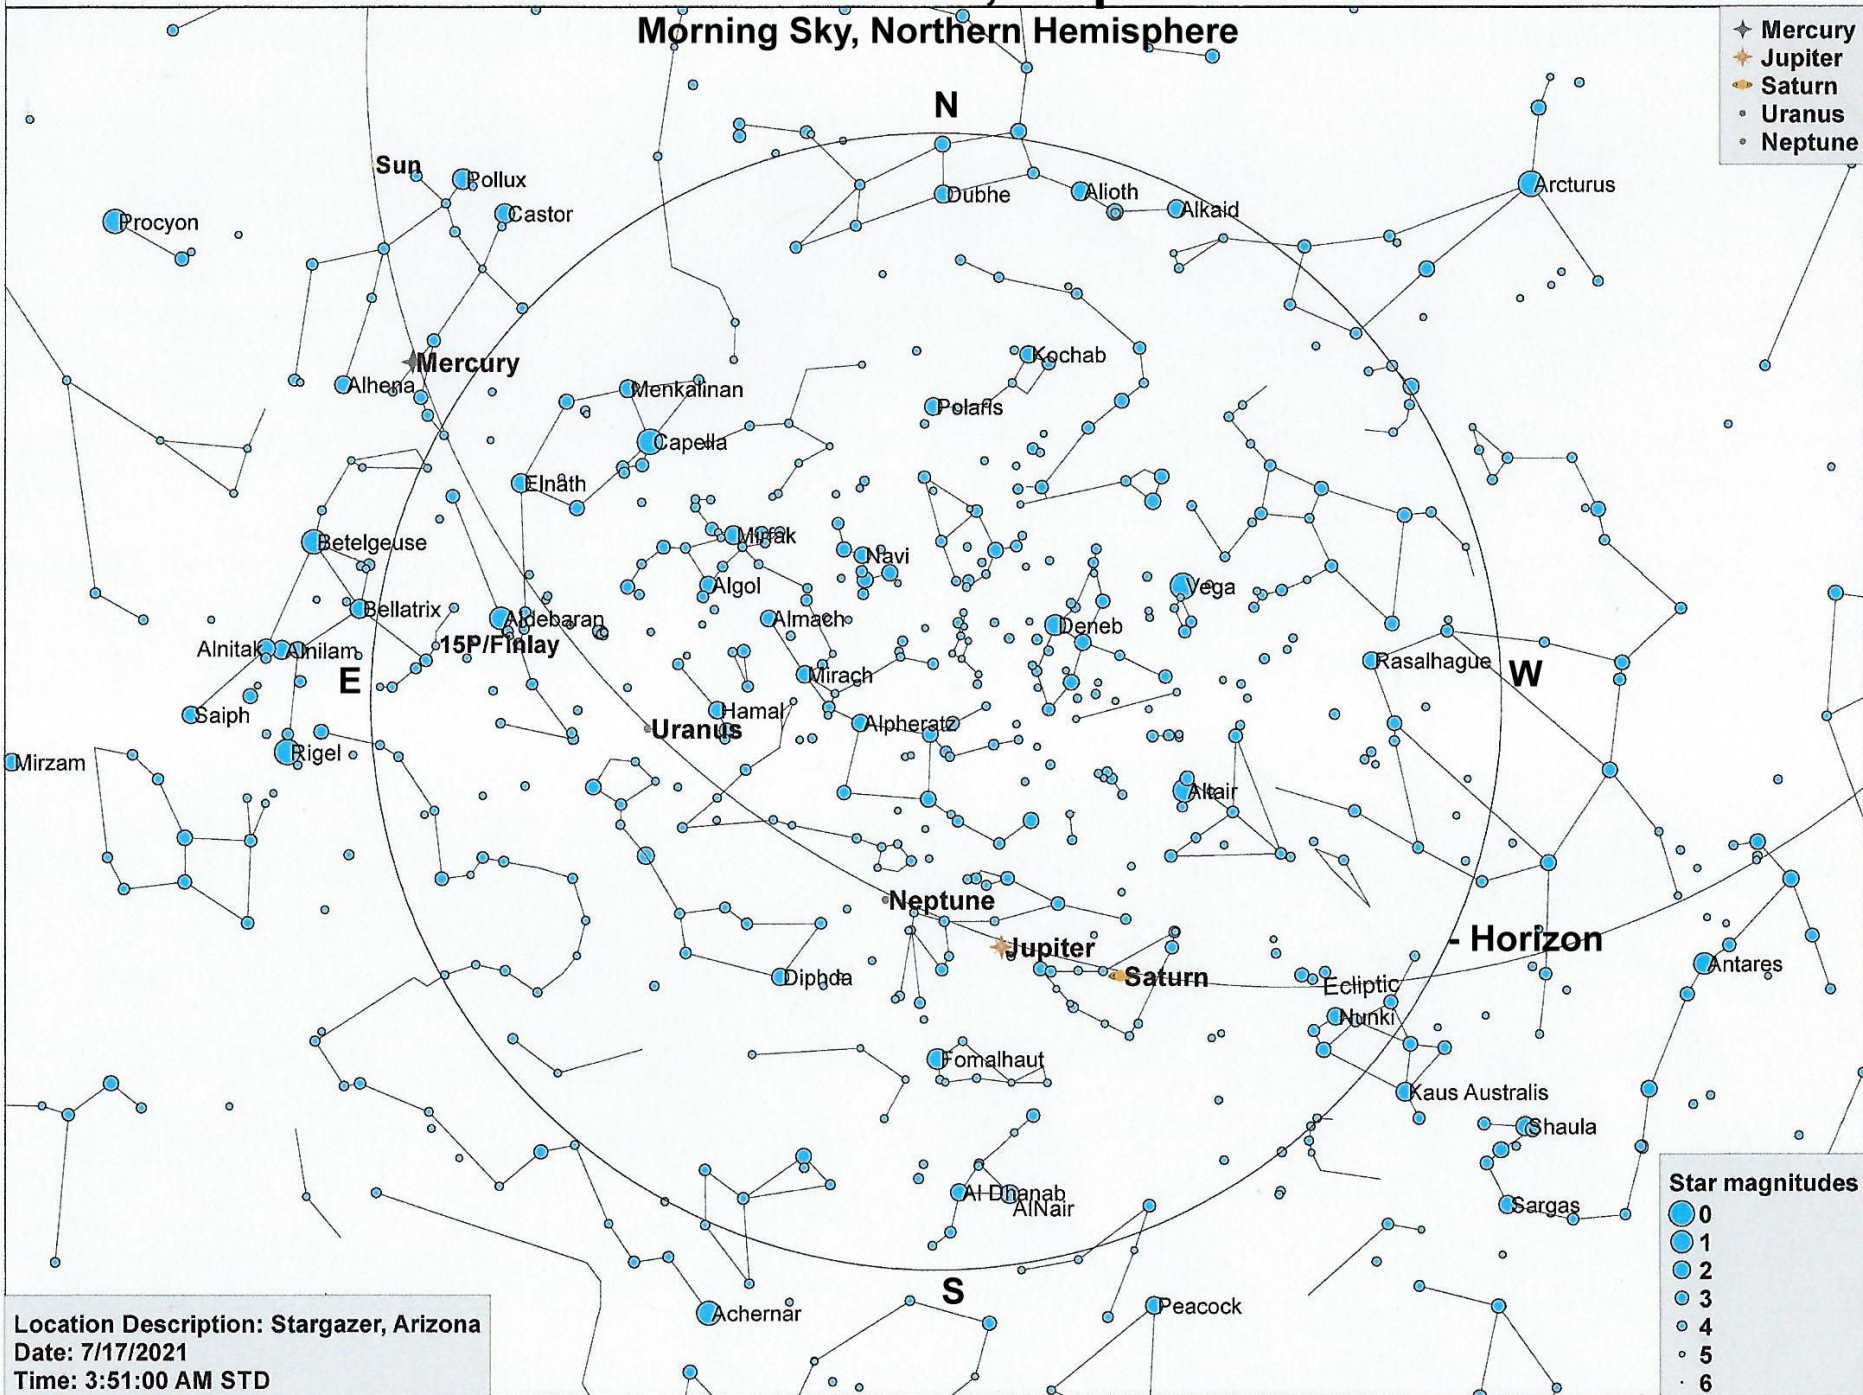 Morning Sky, Northern Hemisphere
Mercury
Jupiter
Saturn
Uranus
Neptune
N
Sun
Pollux
Castor
Procyon
Dubhe
Alioth
Alkaid
Arcturus
Mercury
Alhena
Menkalinan
Kochab
Polaris
Capella
Elnath
Betelgeuse
Mirfak
Navi
Algol
Vega
Bellatrix
Aldebaran
Almach
Deneb
Alnitak
Alnilam
15P/Finlay
Rasalhague
E
W
Mirach
Saiph
Hamal
Uranus
Alpheratz
Rigel
Mirzam
Altair
Neptune
Jupiter
- Horizon
Diphda
Saturn
Ecliptic
Antares
Nunki
Fomalhaut
Kaus Australis
Shaula
Al Dhanab
AlNair
Sargas
S
Achernar
Peacock
Star magnitudes
0
1
2
3
4
5
6
Location Description: Stargazer, Arizona
Date: 7/17/2021
Time: 3:51:00 AM STD